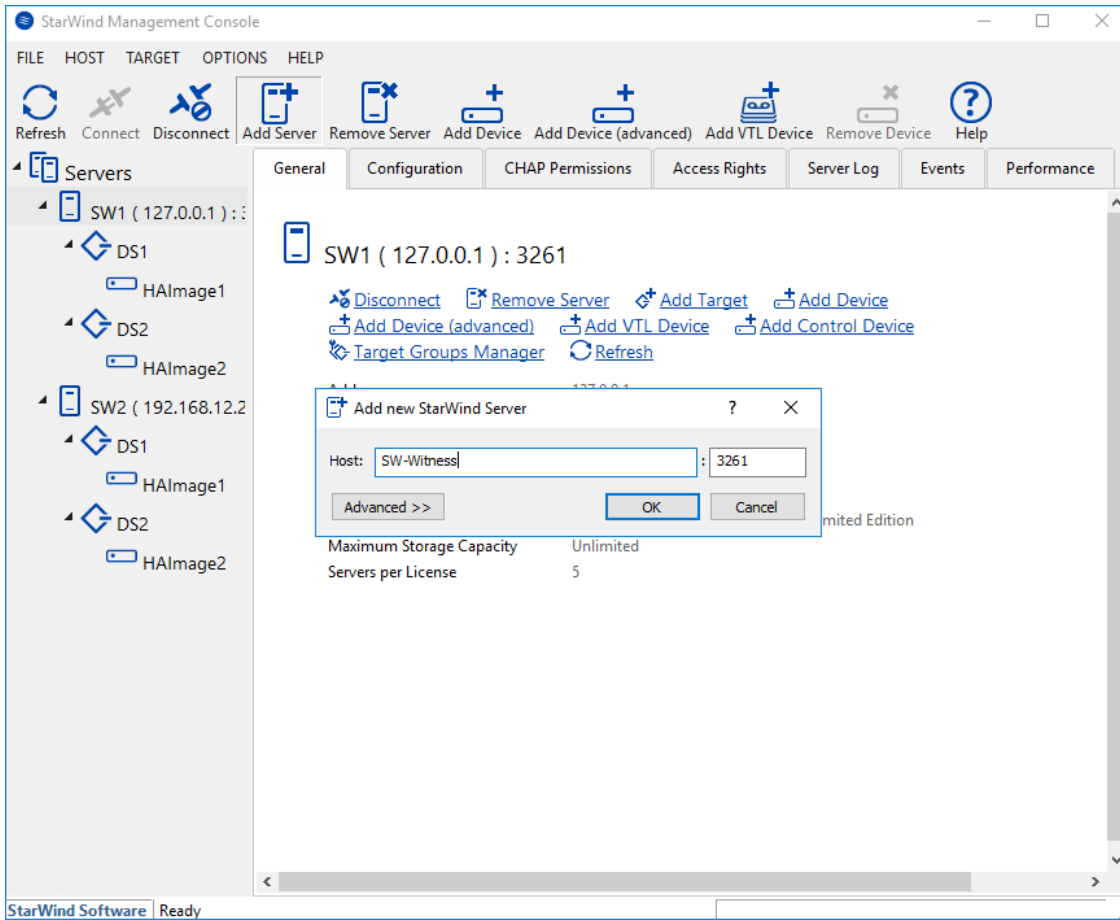 StarWind Management Console
FILE HOST TARGET OPTIONS HELP
Refresh Connect Disconnect Add Server Remove Server Add Device Add Device (advanced) Add VTL Device Remove Device Help
Servers
SW1 ( 127.0.0.1 ) : 3
DS1
HAImage1
DS2
HAImage2
SW2 ( 192.168.12.2
DS1
HAImage1
DS2
HAImage2
General Configuration CHAP Permissions Access Rights Server Log Events Performance
SW1 ( 127.0.0.1 ) : 3261
Disconnect Remove Server Add Target Add Device
Add Device (advanced) Add VTL Device Add Control Device
Target Groups Manager Refresh
127.0.0.1
Add new StarWind Server ?
Host: SW-Witness : 3261
Advanced >> OK Cancel
mited Edition
Maximum Storage Capacity Unlimited
Servers per License 5
StarWind Software Ready